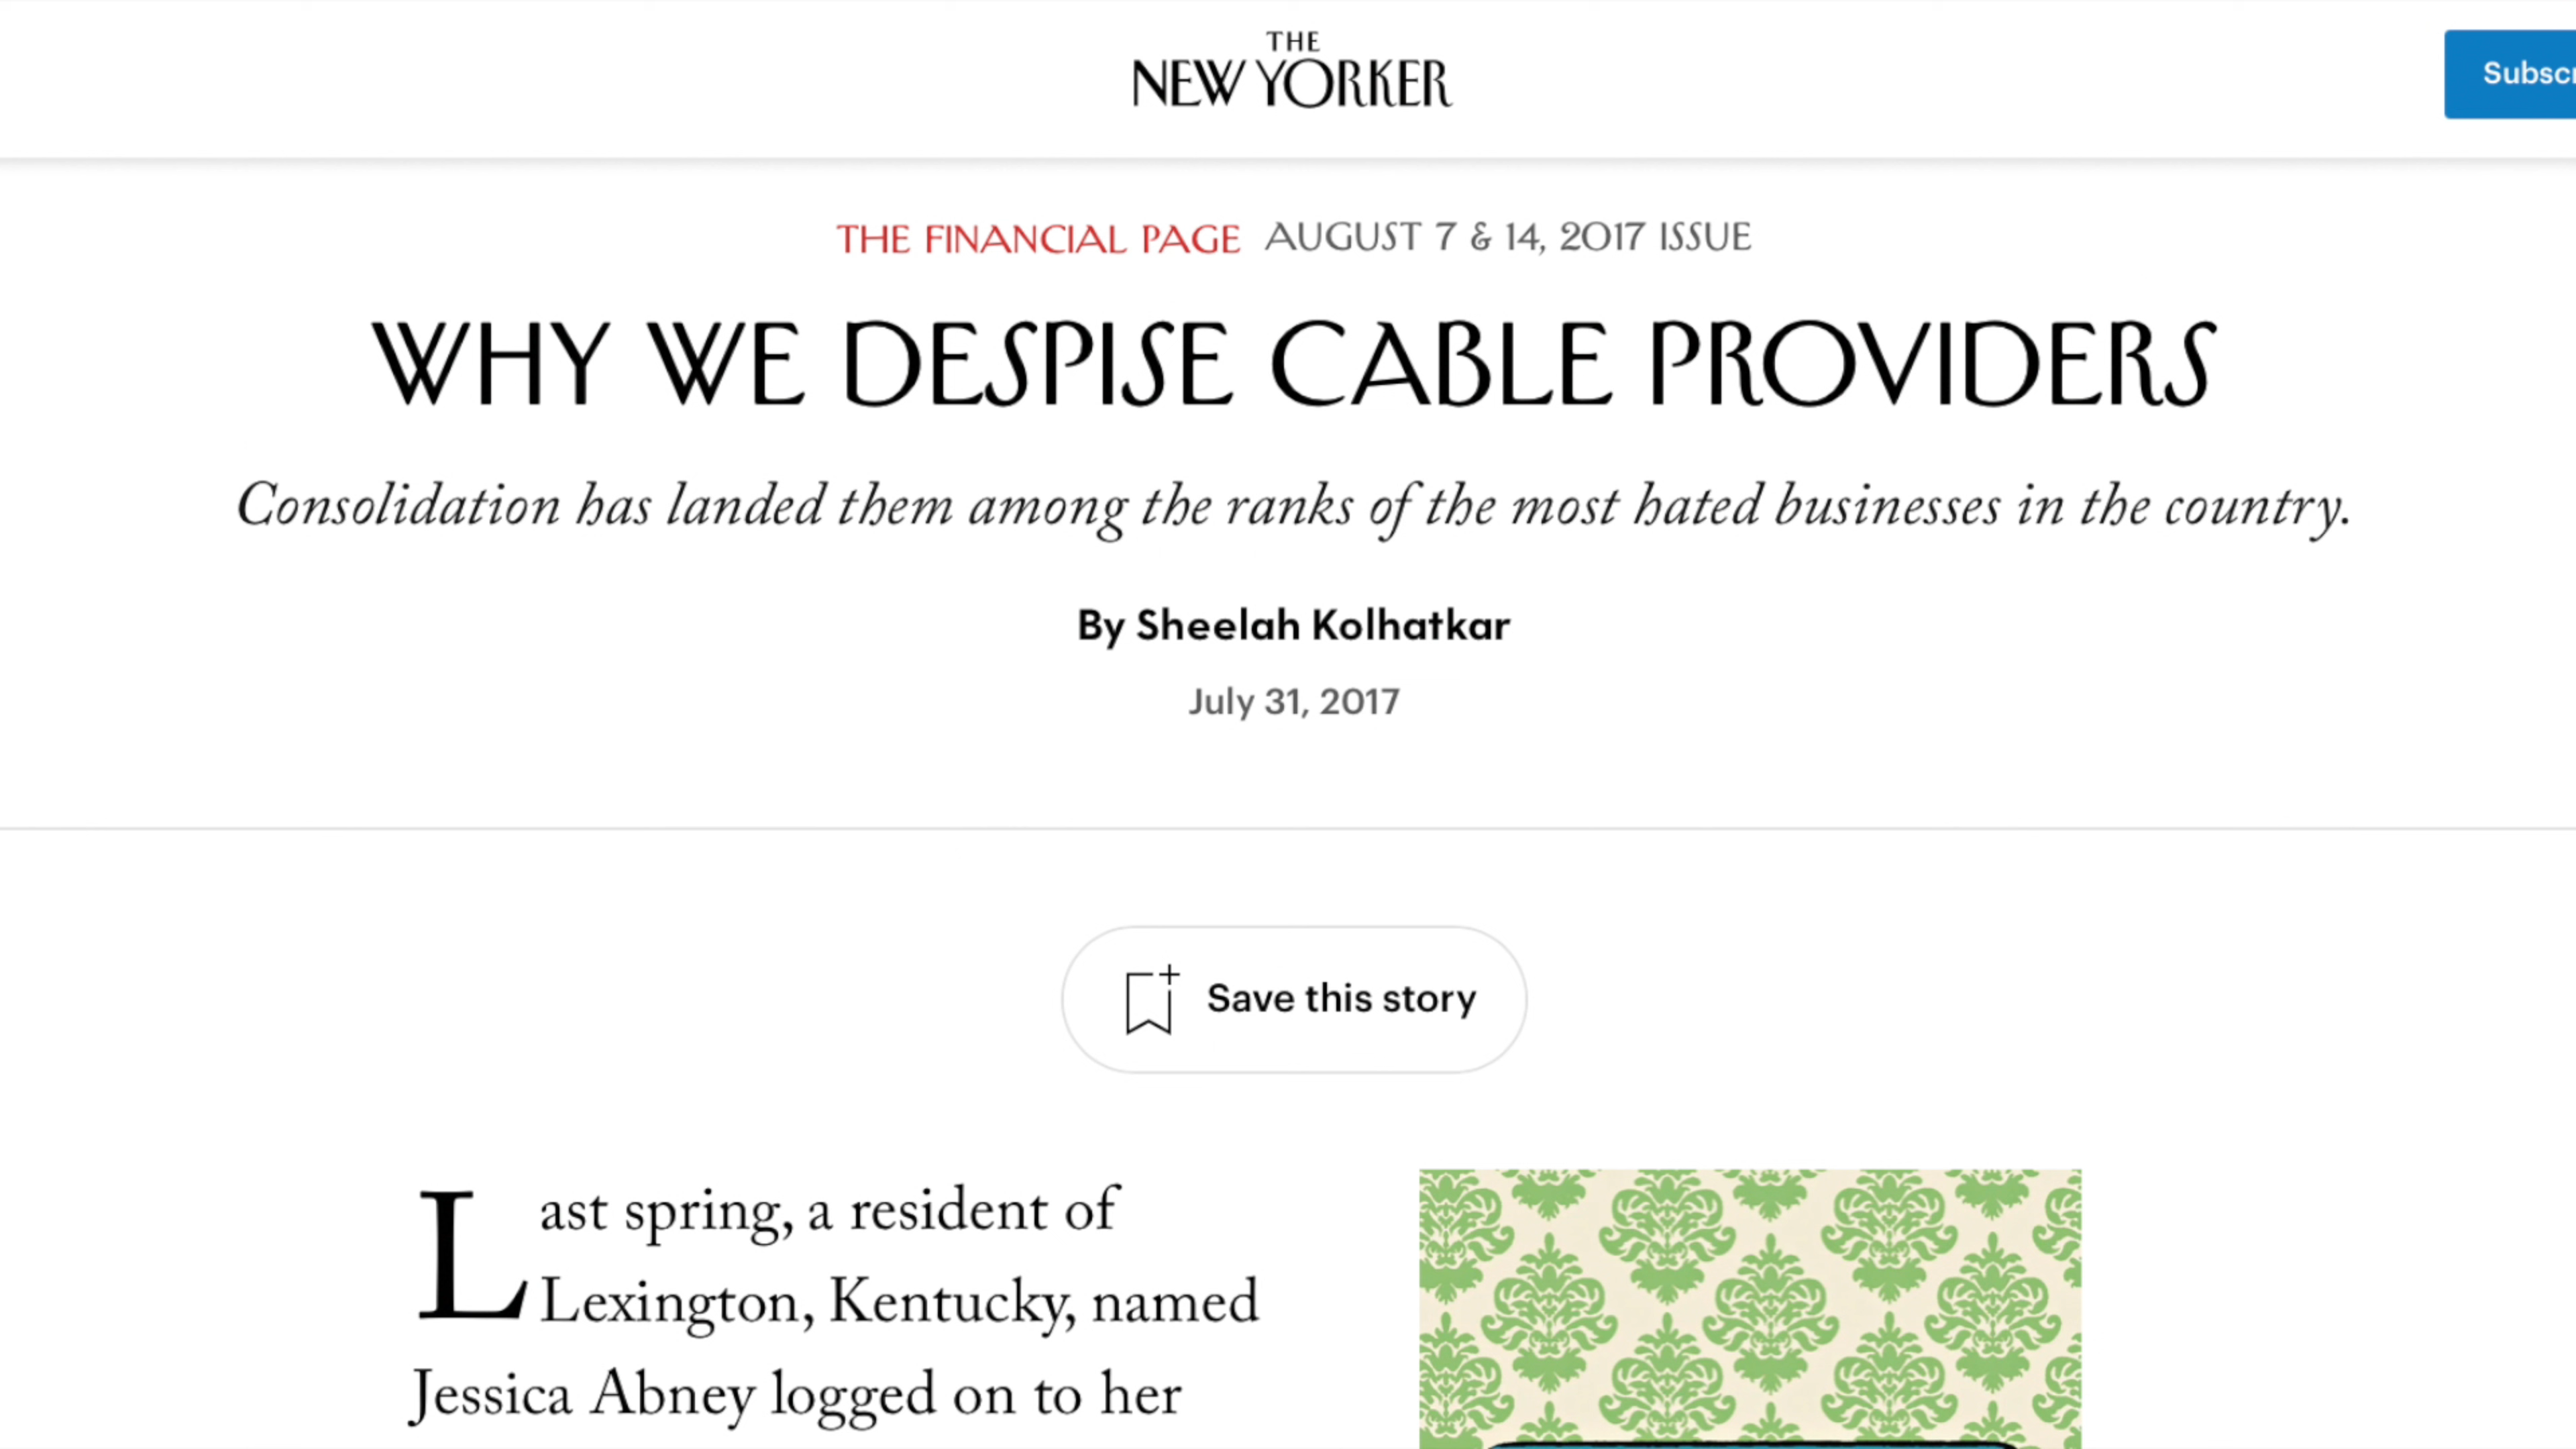 THE
NEW YORKER
Subscr
THE FINANCIAL PAGE AUGUST 7 & 14, 2017 ISSUE
WHY WE DESPISE CABLE PROVIDERS
Consolidation has landed them among the ranks of the most hated businesses in the country.
By Sheelah Kolhatkar
July 31, 2017
Save this story
Last spring, a resident of
Lexington, Kentucky, named
Jessica Abney logged on to her